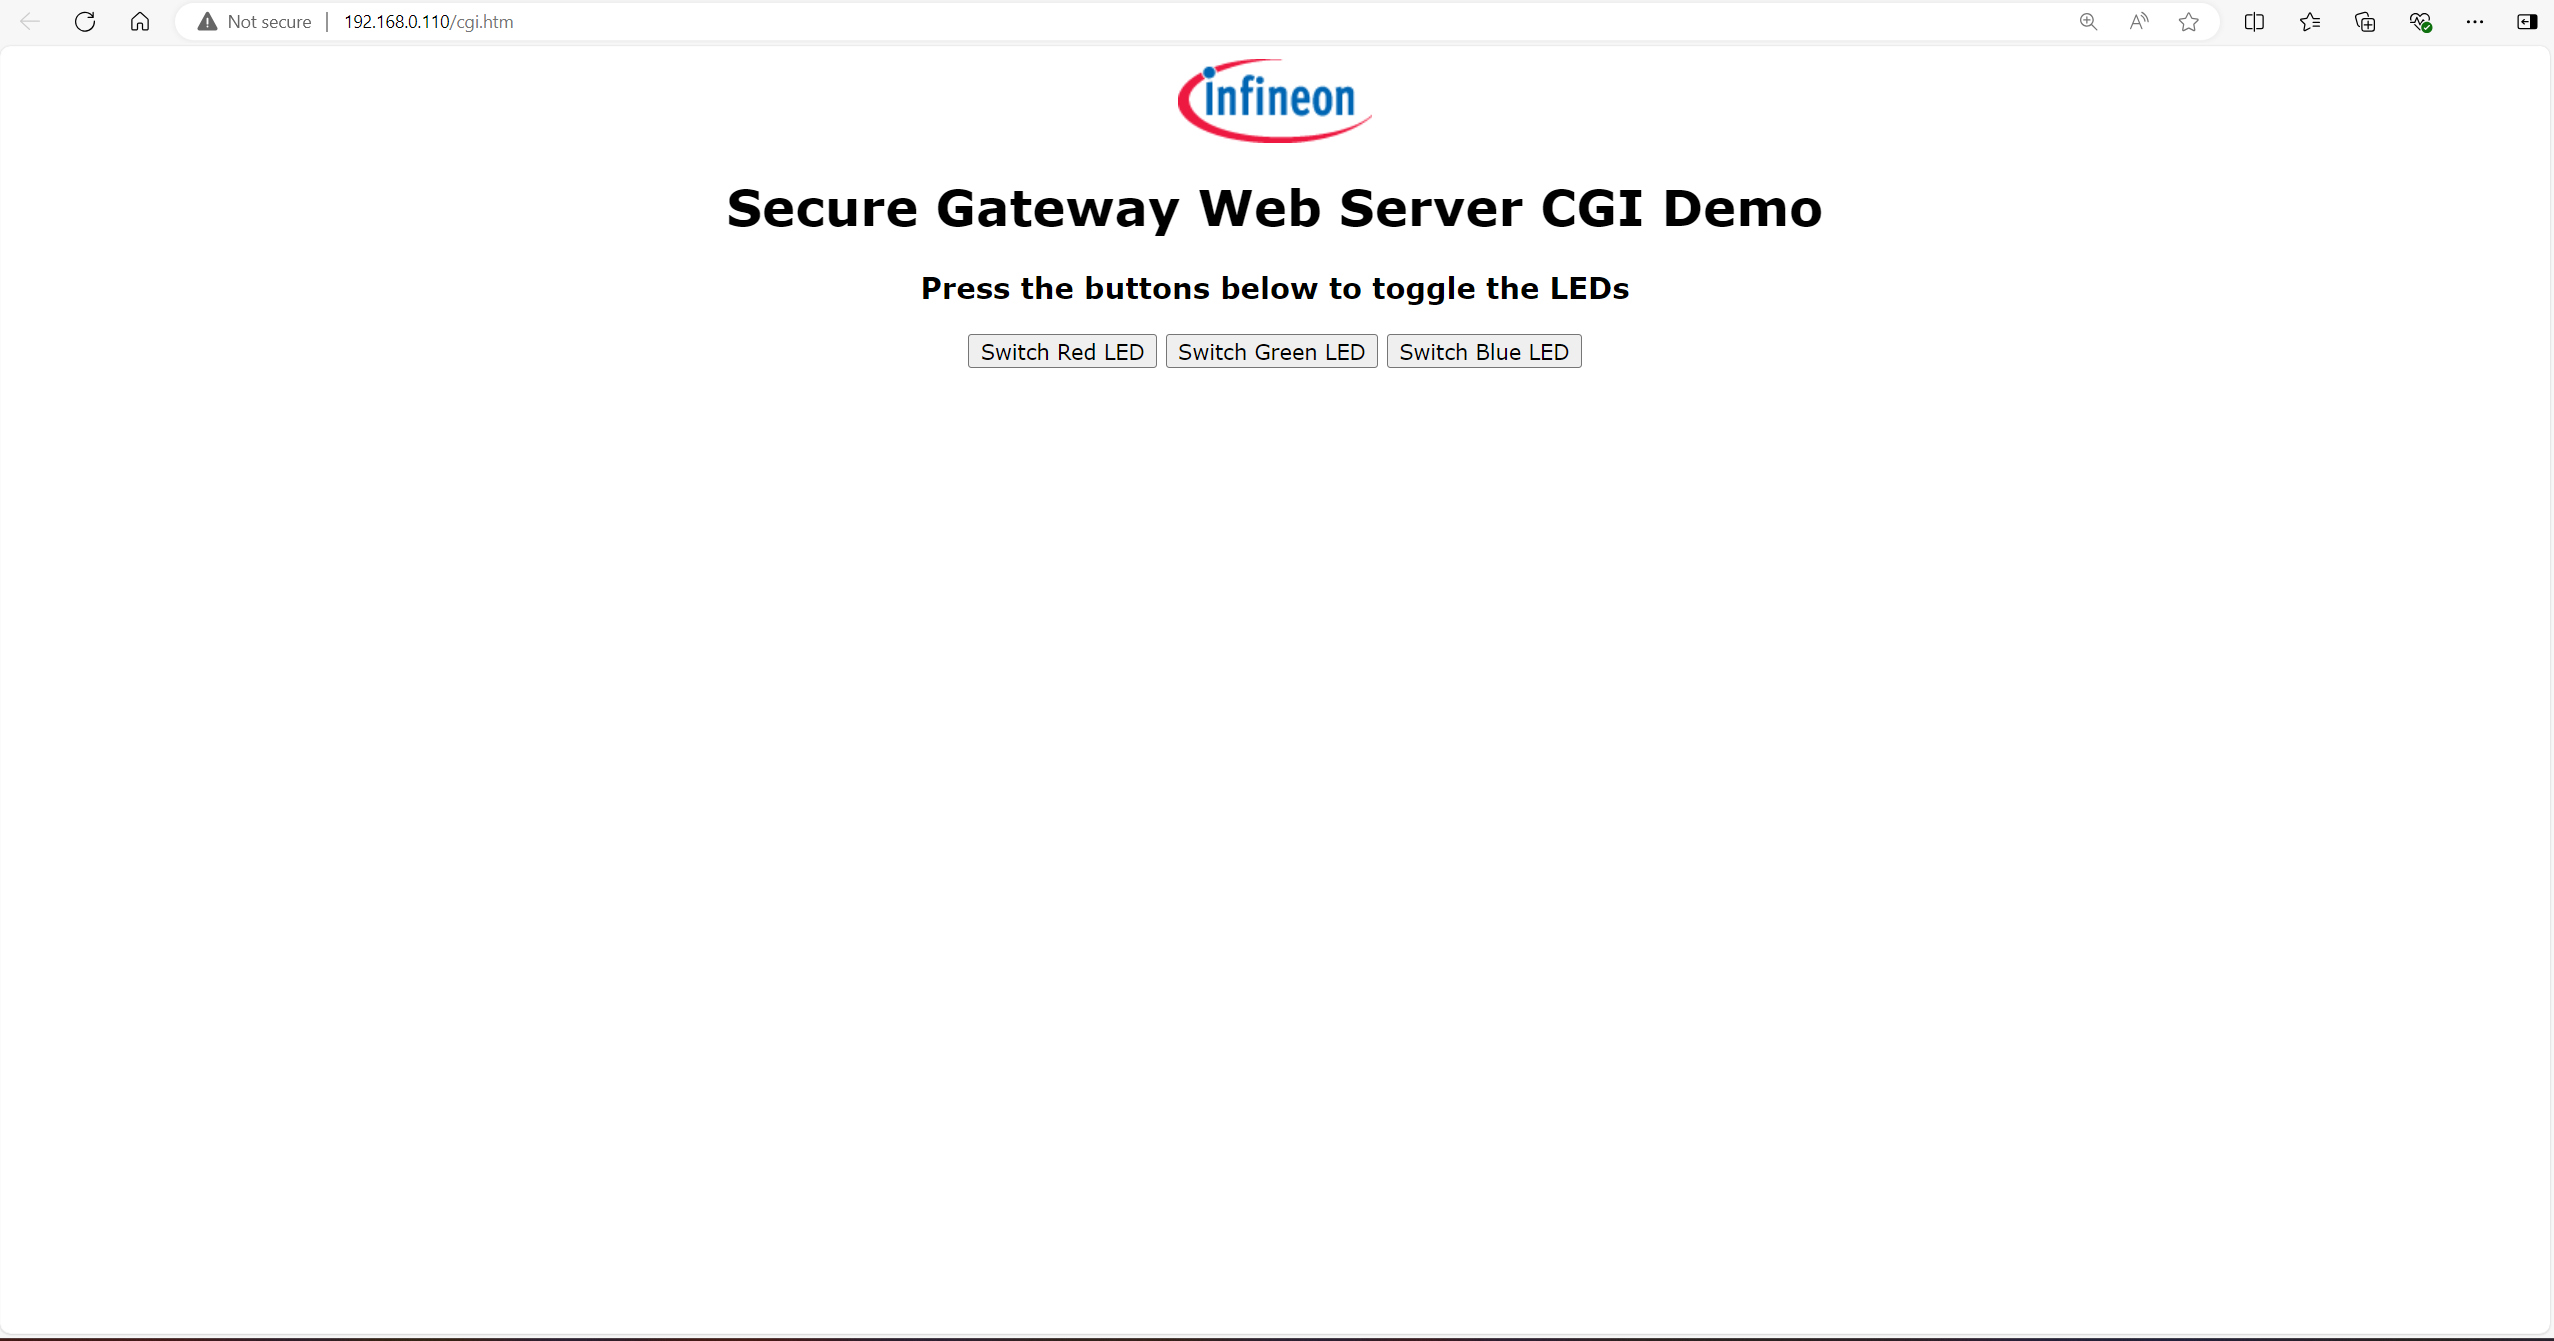 Not secure | 192.168.0.110/cgi.htm
infineon
Secure Gateway Web Server CGI Demo
Press the buttons below to toggle the LEDs
Switch Red LED Switch Green LED Switch Blue LED